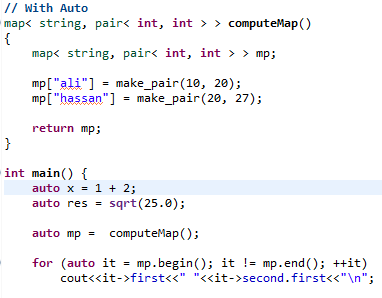 // With Auto
map< string, pair< int, int > > computeMap()
{
    map< string, pair< int, int > > mp;

    mp["ali"] = make_pair(10, 20);
    mp["hassan"] = make_pair(20, 27);

    return mp;
}

int main() {
    auto x = 1 + 2;
    auto res = sqrt(25.0);

    auto mp =  computeMap();

    for (auto it = mp.begin(); it != mp.end(); ++it)
        cout<<it->first<<" "<<it->second.first<<"\n";